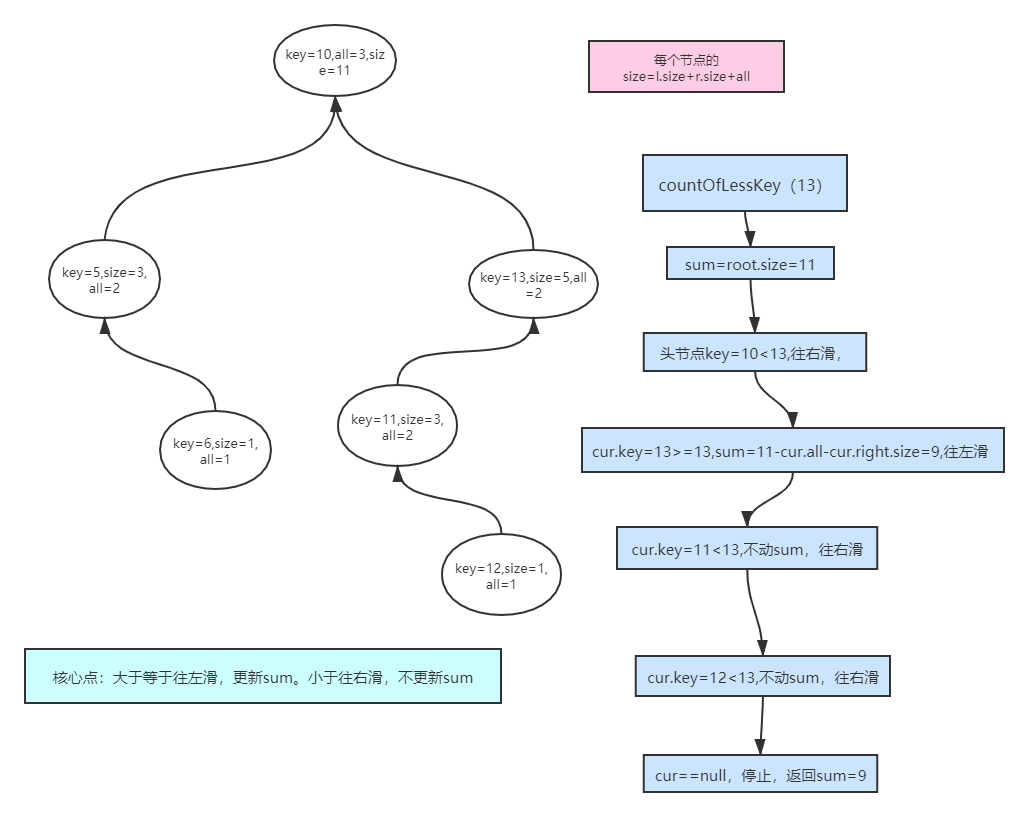 key=10,all=3,siz
e=11
每个节点的
size=l.size+r.size+all
countOfLessKey（13）
sum=root.size=11
key=5,size=3,
all=2
key=13,size=5,all
=2
头节点key=10<13,往右滑，
key=11,size=3,
all=2
key=6,size=1,
all=1
cur.key=13>=13,sum=11-cur.all-cur.right.size=9,往左滑
cur.key=11<13,不动sum，往右滑
key=12,size=1,
all=1
核心点：大于等于往左滑，更新sum。小于往右滑，不更新sum
cur.key=12<13,不动sum，往右滑
cur==null，停止，返回sum=9